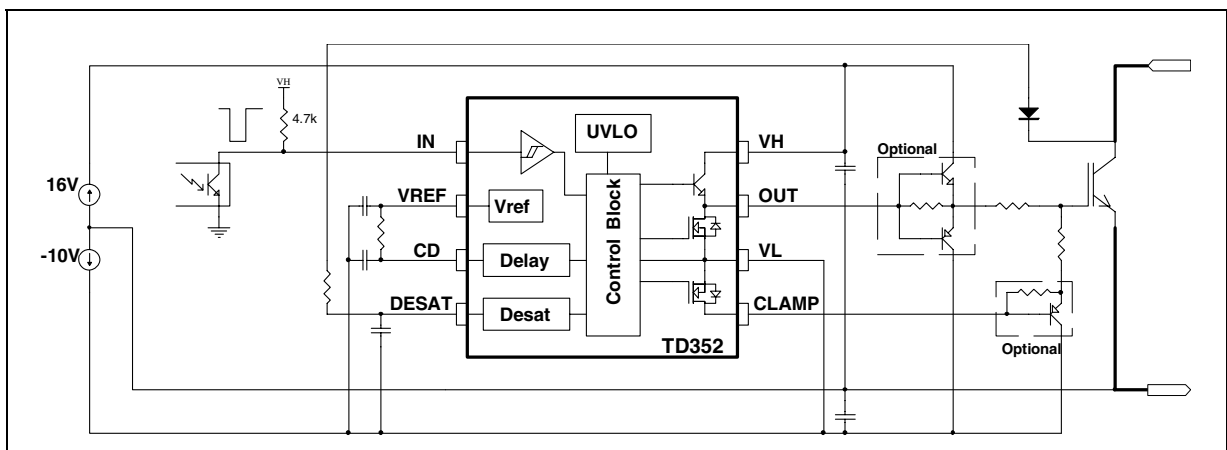 VH
4.7k
16V
-10V
IN
VREF
CD
DESAT
UVLO
Vref
Delay
Desat
Control Block
VH
OUT
VL
CLAMP
TD352
Optional
Optional